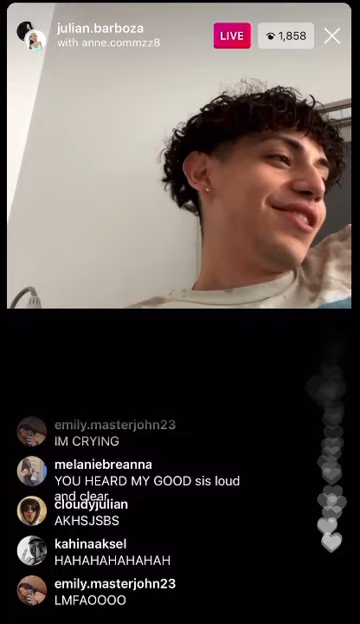 julian.barboza
with anne.commzz8
LIVE
1,858
emily.masterjohn23
IM CRYING
melaniebreanna
YOU HEARD MY GOOD sis loud
and clear
cloudyjulian
AKHSJSBS
kahinaaksel
HAHAHAHAHAHAH
emily.masterjohn23
LMFAOOOO